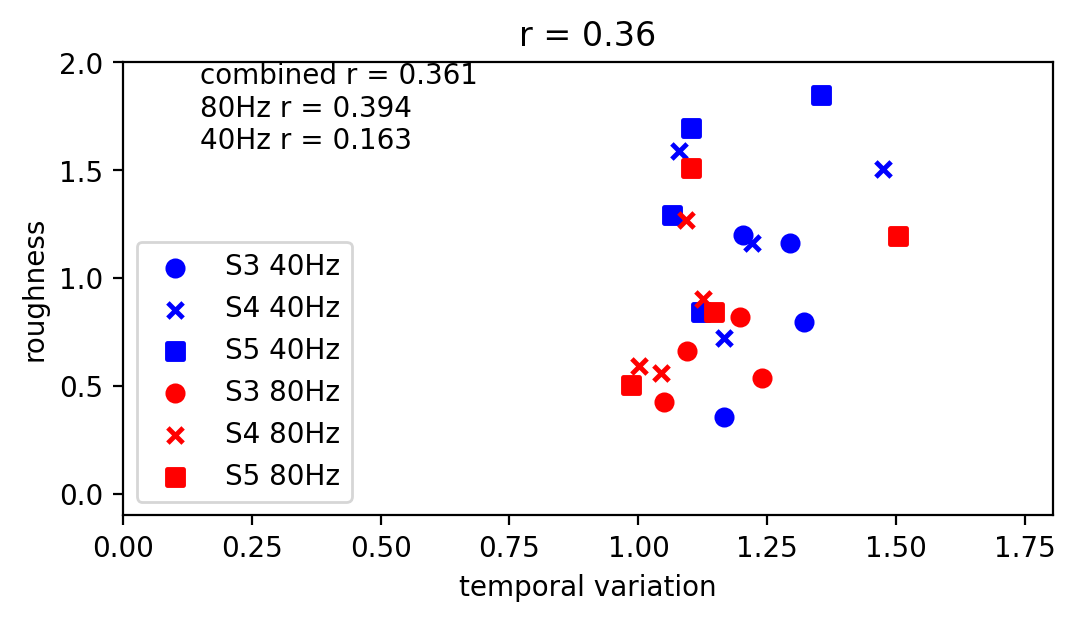 r = 0.36
combined r = 0.361
80Hz r = 0.394
40Hz r = 0.163
2.0
1.5
1.0
0.5
0.0
roughness
S3 40Hz
S4 40Hz
S5 40Hz
S3 80Hz
S4 80Hz
S5 80Hz
0.00 0.25 0.50 0.75 1.00 1.25 1.50 1.75
temporal variation